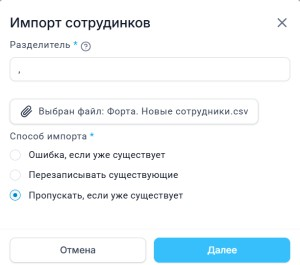 Импорт сотрудинков
Разделитель * ?
,
Выбран файл: Форта. Новые сотрудники.csv
Способ импорта *
Ошибка, если уже существует
Перезаписывать существующие
Пропускать, если уже существует
Отмена
Далее